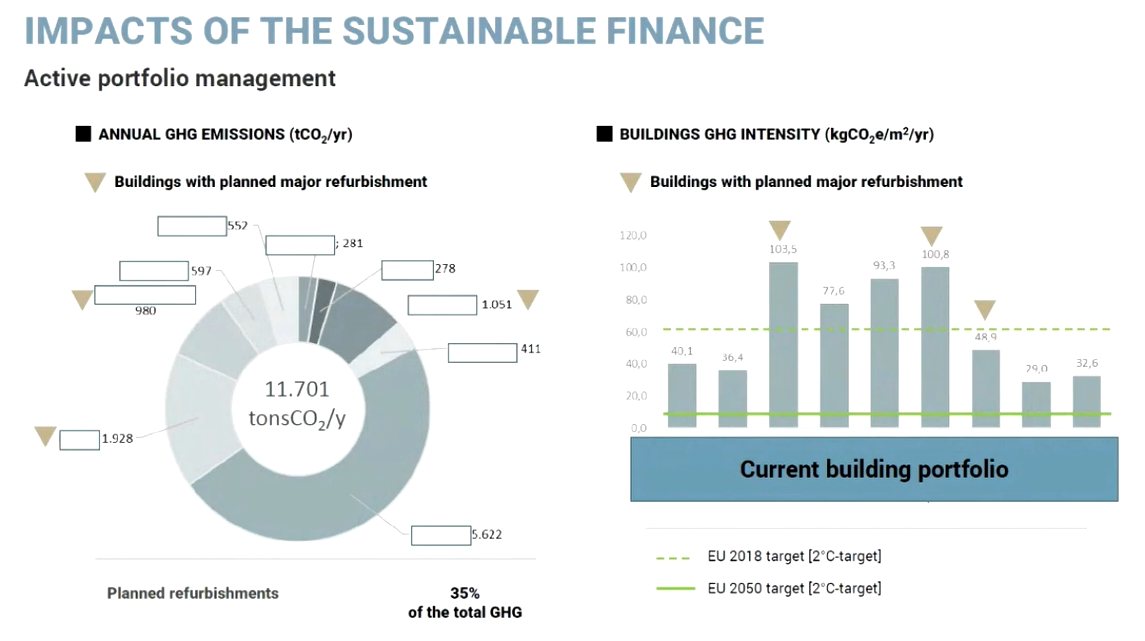 IMPACTS OF THE SUSTAINABLE FINANCE
Active portfolio management
ANNUAL GHG EMISSIONS (tCO₂/yr)
Buildings with planned major refurbishment
552
; 281
597
278
980
1.051
411
11.701
tonsCO₂/y
1.928
5.622
Planned refurbishments
35%
of the total GHG
BUILDINGS GHG INTENSITY (kgCO₂e/m²/yr)
Buildings with planned major refurbishment
120,0
100,0
80,0
60,0
40,0
20,0
0,0
40,1
36,4
103,5
77,6
93,3
100,8
48,9
29,0
32,6
Current building portfolio
EU 2018 target [2°C-target]
EU 2050 target [2°C-target]